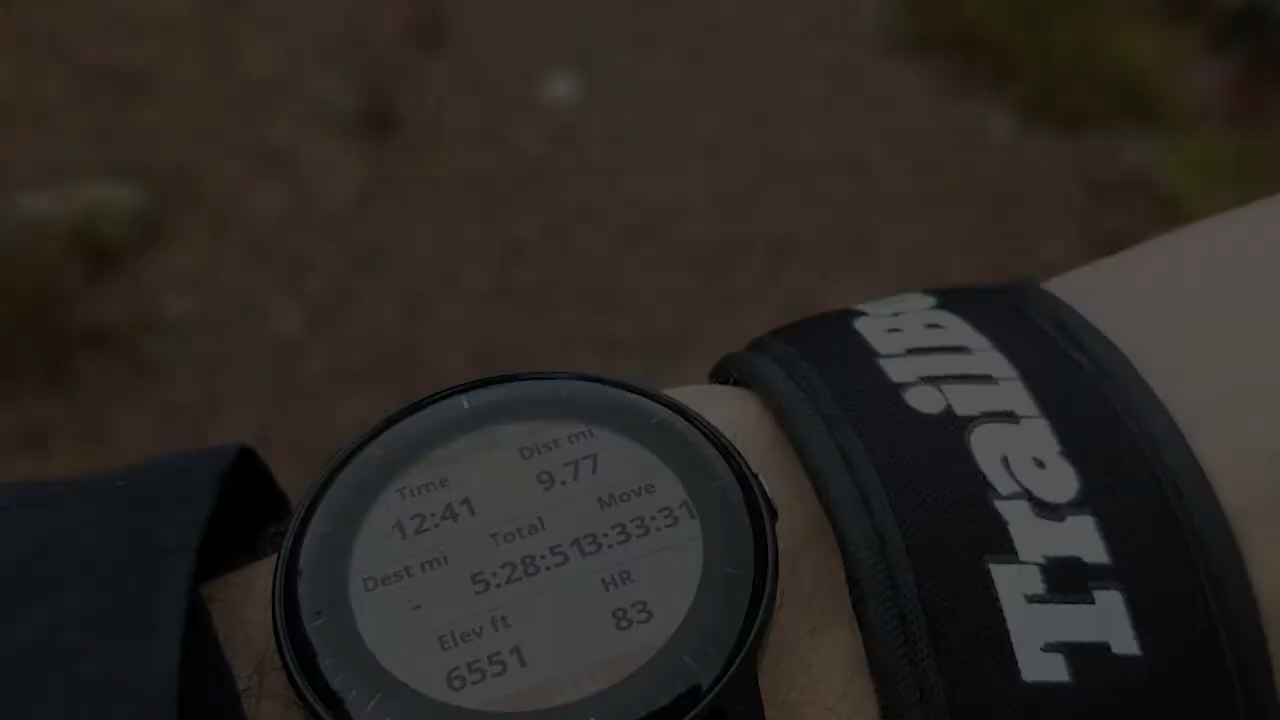 Dist mi
9.77
Time
12:41
Move
3:33:31
Total
5:28:51
Dest mi
-
HR
83
Elev ft
6551
Trail